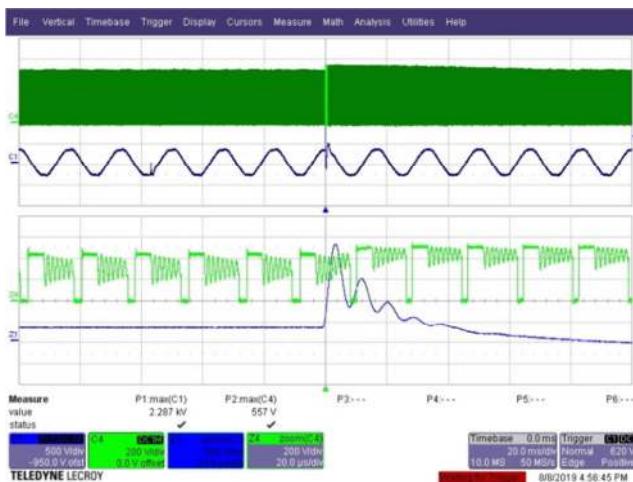 File Vertical Timebase Trigger Display Cursors Measure Math Analysis Utilities Help
C4
C1
Measure P1:max(C1) P2:max(C4) P3:--- P4:--- P5:--- P6:---
value 2.287 kV 557 V
status
C4 200 V/div 0.0 V offset
500 V/div -950.0 V ofst
Z4 zoom(C4) 200 V/div 20.0 µs/div
Timebase 0.0 ms 20.0 ms/div 10.0 MS 50 MS/s
Trigger C1 DC Normal 620 V Edge Positive
TELEDYNE LECROY
8/8/2019 4:56:45 PM